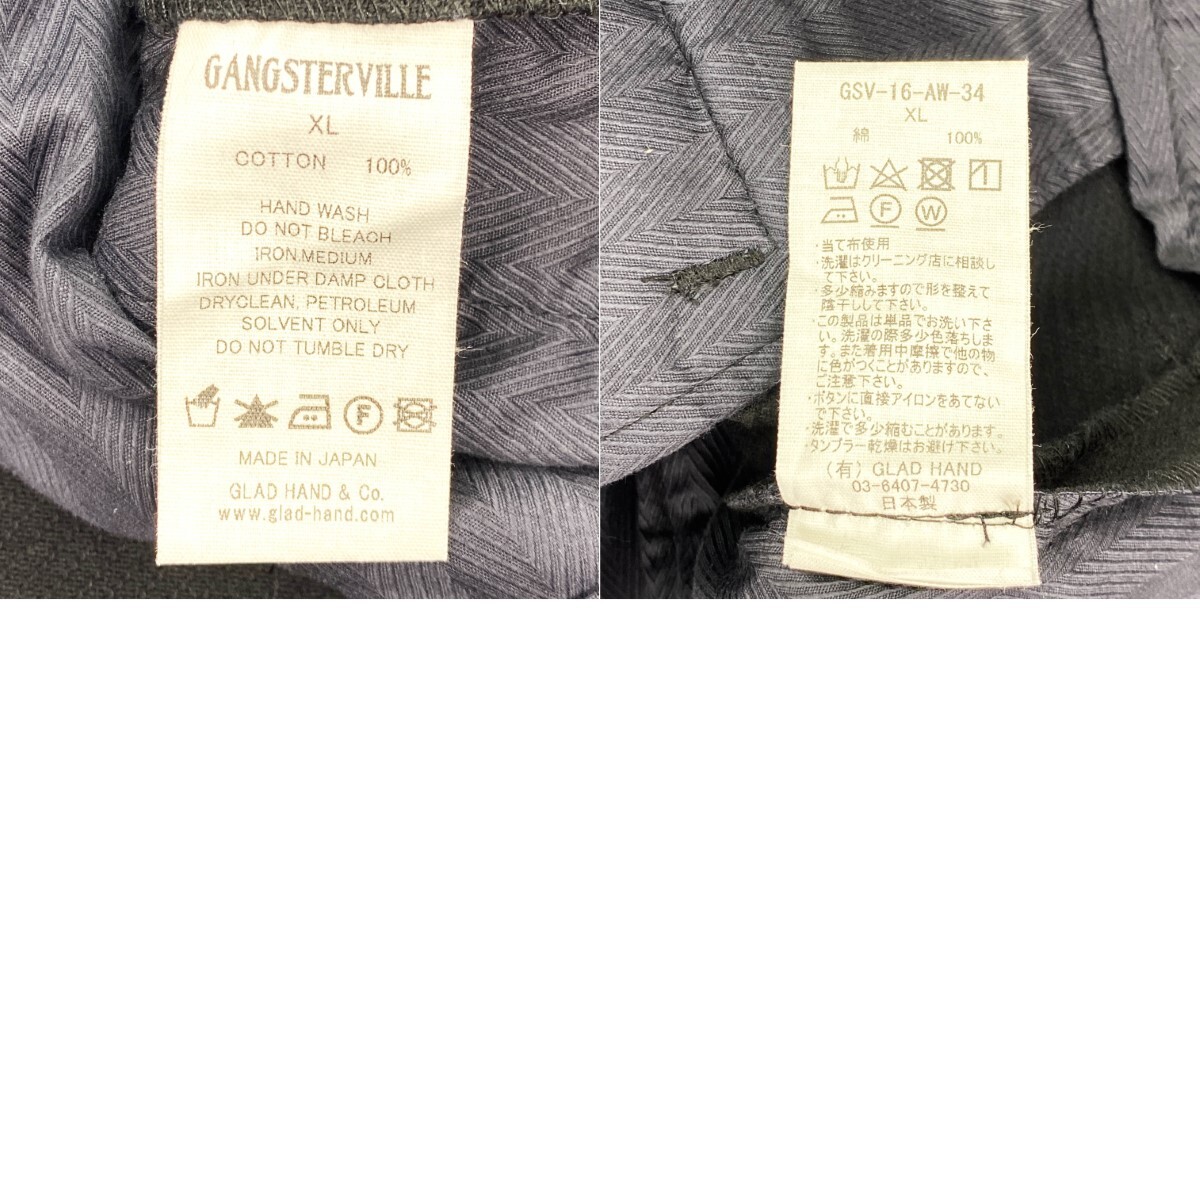 GANGSTERVILLE
XL
COTTON 100%
HAND WASH
DO NOT BLEACH
IRON.MEDIUM
IRON UNDER DAMP CLOTH
DRYCLEAN, PETROLEUM
SOLVENT ONLY
DO NOT TUMBLE DRY
F
MADE IN JAPAN
GLAD HAND & Co.
www.glad-hand.com
GSV-16-AW-34
XL
綿 100%
F W
・当て布使用
・洗濯はクリーニング店に相談し
て下さい。
・多少縮みますので形を整えて
陰干しして下さい。
・この製品は単品でお洗い下さ
い。洗濯の際多少色落ちしま
す。また着用中摩擦で他の物
に色がつくことがありますので、
ご注意下さい。
・ボタンに直接アイロンをあてない
で下さい。
・洗濯で多少縮むことがあります。
・タンブラー乾燥はお避け下さい。
(有) GLAD HAND
03-6407-4730
日本製